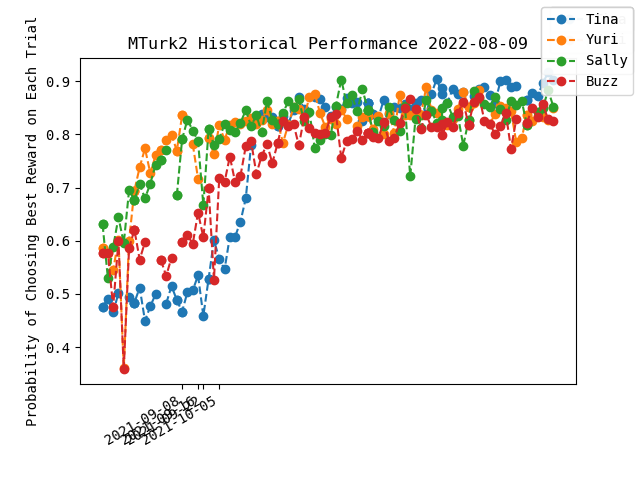 MTurk2 Historical Performance 2022-08-09
Tina
Yuri
Sally
Buzz
Probability of Choosing Best Reward on Each Trial
0.9
0.8
0.7
0.6
0.5
0.4
2021-09-08
2021-10-05